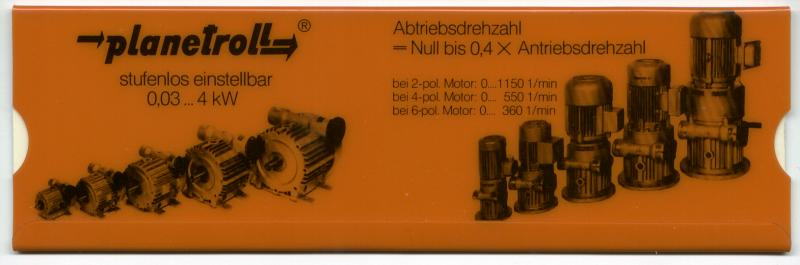 planetroll®
stufenlos einstellbar
0,03 ... 4 kW
Abtriebsdrehzahl
= Null bis 0,4 X Antriebsdrehzahl
bei 2-pol. Motor: 0...1150 1/min
bei 4-pol. Motor: 0... 550 1/min
bei 6-pol. Motor: 0... 360 1/min